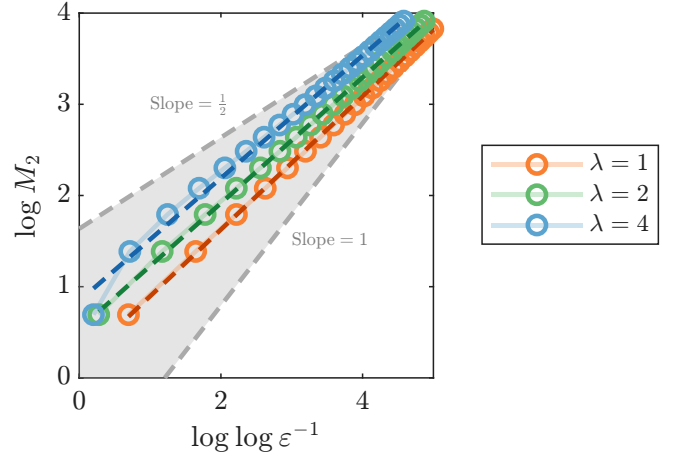 4
3
2
1
0
0
2
4
log M₂
log log ε⁻¹
Slope = 1/2
Slope = 1
λ = 1
λ = 2
λ = 4